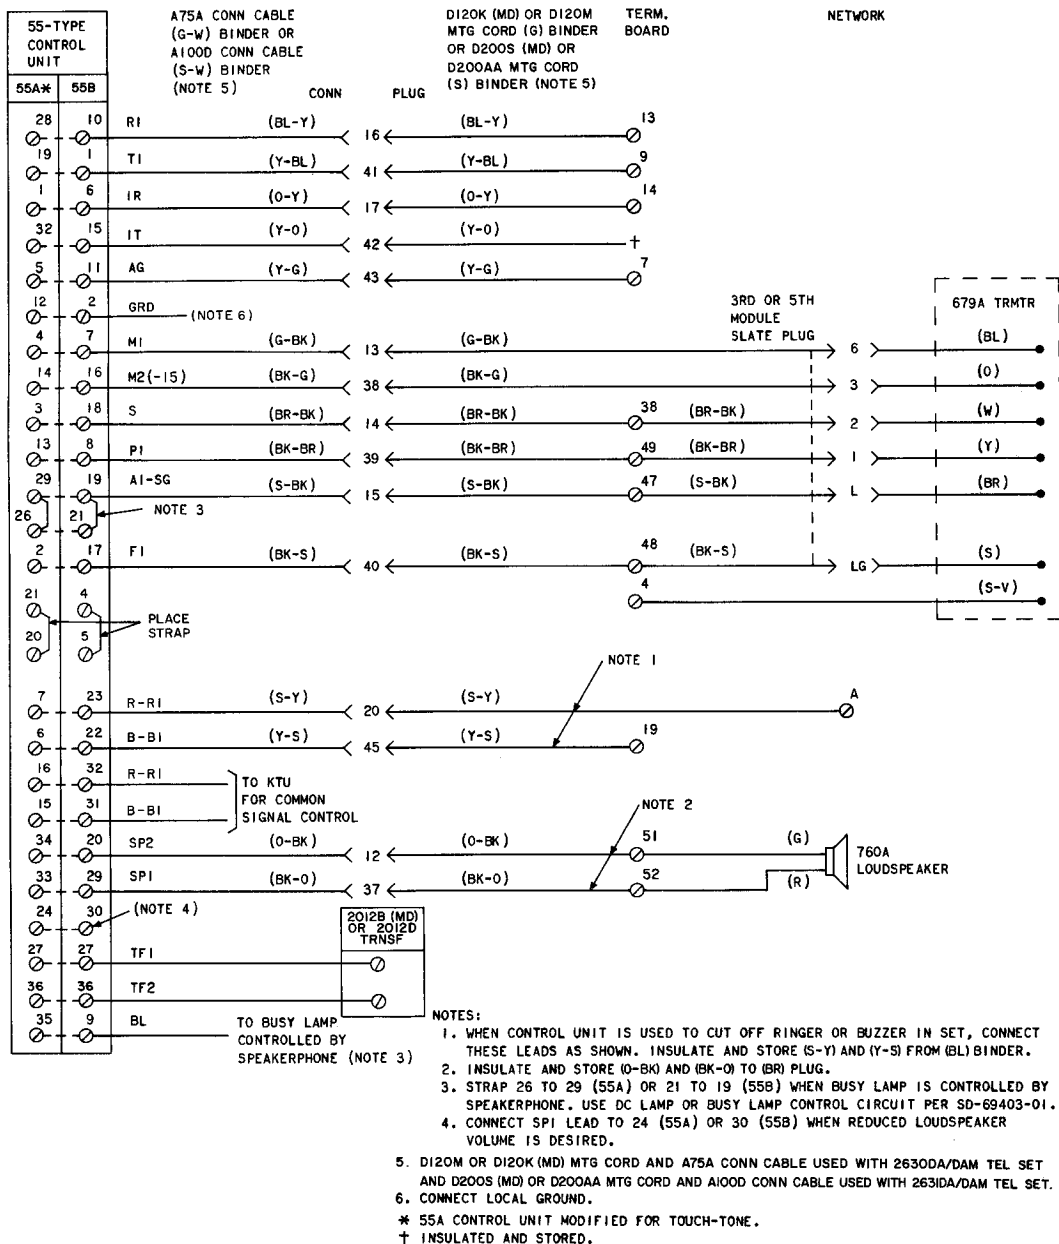 55-TYPE
CONTROL
UNIT
55A* 55B
A75A CONN CABLE
(G-W) BINDER OR
A100D CONN CABLE
(S-W) BINDER
(NOTE 5)
CONN
PLUG
D120K (MD) OR D120M
MTG CORD (G) BINDER
OR D200S (MD) OR
D200AA MTG CORD
(S) BINDER (NOTE 5)
TERM.
BOARD
NETWORK
28 10 R1 (BL-Y) 16 (BL-Y) 13
19 1 T1 (Y-BL) 41 (Y-BL) 9
1 6 1R (O-Y) 17 (O-Y) 14
32 15 1T (Y-O) 42 (Y-O) †
5 11 AG (Y-G) 43 (Y-G) 7
12 2 GRD (NOTE 6)
3RD OR 5TH
MODULE
SLATE PLUG
679A TRMTR
4 7 M1 (G-BK) 13 (G-BK) 6 (BL)
14 16 M2(-15) (BK-G) 38 (BK-G) 3 (O)
3 18 S (BR-BK) 14 (BR-BK) 38 (BR-BK) 2 (W)
13 8 P1 (BK-BR) 39 (BK-BR) 49 (BK-BR) 1 (Y)
29 19 A1-SG (S-BK) 15 (S-BK) 47 (S-BK) L (BR)
26 21 NOTE 3
2 17 F1 (BK-S) 40 (BK-S) 48 (BK-S) LG (S)
21 4 4 (S-V)
PLACE
STRAP
20 5
NOTE 1
7 23 R-R1 (S-Y) 20 (S-Y) A
6 22 B-B1 (Y-S) 45 (Y-S) 19
16 32 R-R1
15 31 B-B1
TO KTU
FOR COMMON
SIGNAL CONTROL
NOTE 2
34 20 SP2 (O-BK) 12 (O-BK) 51 (G)
760A
LOUDSPEAKER
33 29 SP1 (BK-O) 37 (BK-O) 52 (R)
24 30 (NOTE 4)
2012B (MD)
OR 2012D
TRNSF
27 27 TF1
36 36 TF2
35 9 BL
TO BUSY LAMP
CONTROLLED BY
SPEAKERPHONE (NOTE 3)
NOTES:
1. WHEN CONTROL UNIT IS USED TO CUT OFF RINGER OR BUZZER IN SET, CONNECT
THESE LEADS AS SHOWN. INSULATE AND STORE (S-Y) AND (Y-S) FROM (BL) BINDER.
2. INSULATE AND STORE (O-BK) AND (BK-O) TO (BR) PLUG.
3. STRAP 26 TO 29 (55A) OR 21 TO 19 (55B) WHEN BUSY LAMP IS CONTROLLED BY
SPEAKERPHONE. USE DC LAMP OR BUSY LAMP CONTROL CIRCUIT PER SD-69403-01.
4. CONNECT SP1 LEAD TO 24 (55A) OR 30 (55B) WHEN REDUCED LOUDSPEAKER
VOLUME IS DESIRED.
5. D120M OR D120K (MD) MTG CORD AND A75A CONN CABLE USED WITH 2630DA/DAM TEL SET
AND D200S (MD) OR D200AA MTG CORD AND A100D CONN CABLE USED WITH 2631DA/DAM TEL SET.
6. CONNECT LOCAL GROUND.
* 55A CONTROL UNIT MODIFIED FOR TOUCH-TONE.
† INSULATED AND STORED.